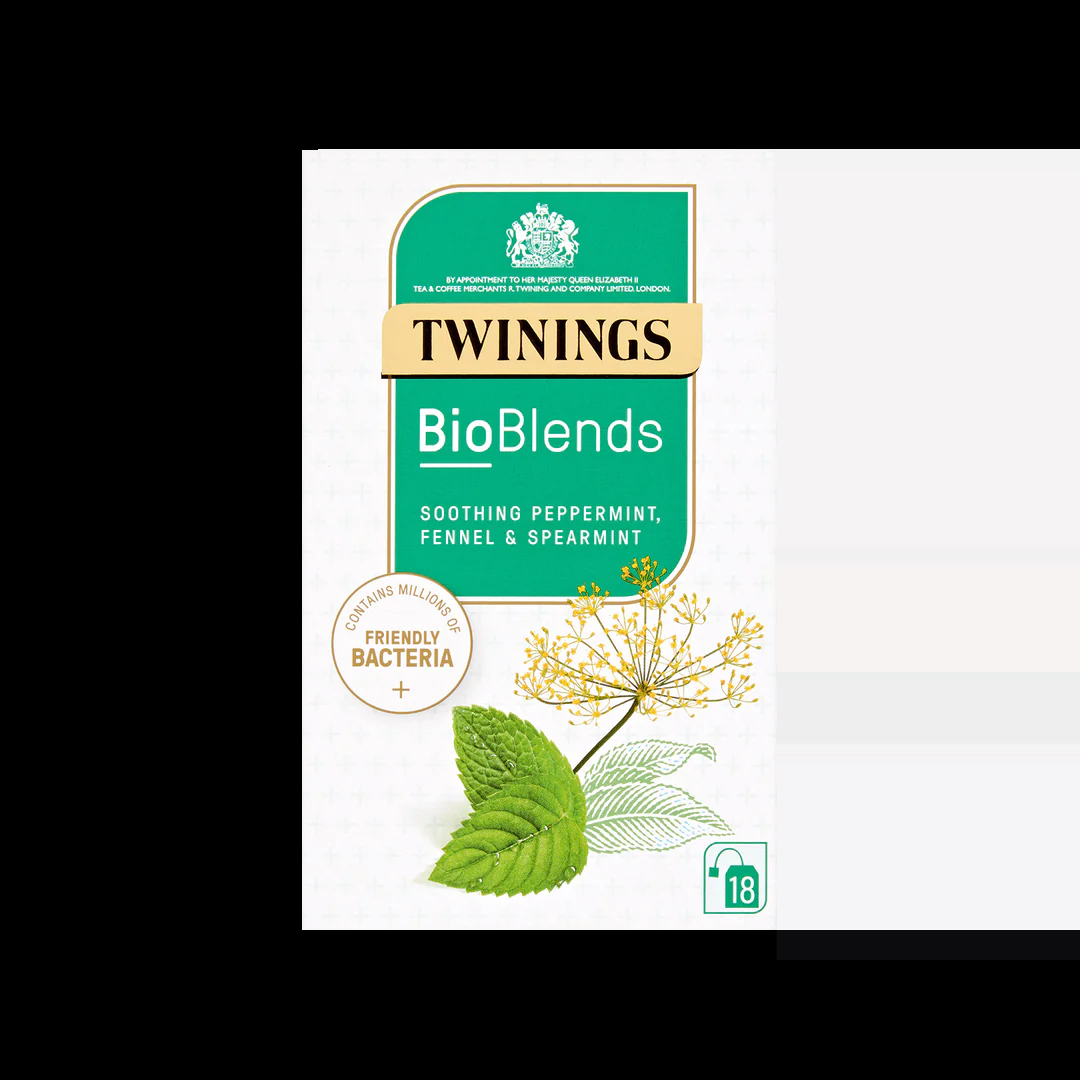 BY APPOINTMENT TO HER MAJESTY QUEEN ELIZABETH II
TEA & COFFEE MERCHANTS R. TWINING AND COMPANY LIMITED. LONDON.
TWININGS
BioBlends
SOOTHING PEPPERMINT,
FENNEL & SPEARMINT
CONTAINS MILLIONS OF
FRIENDLY
BACTERIA
+
18